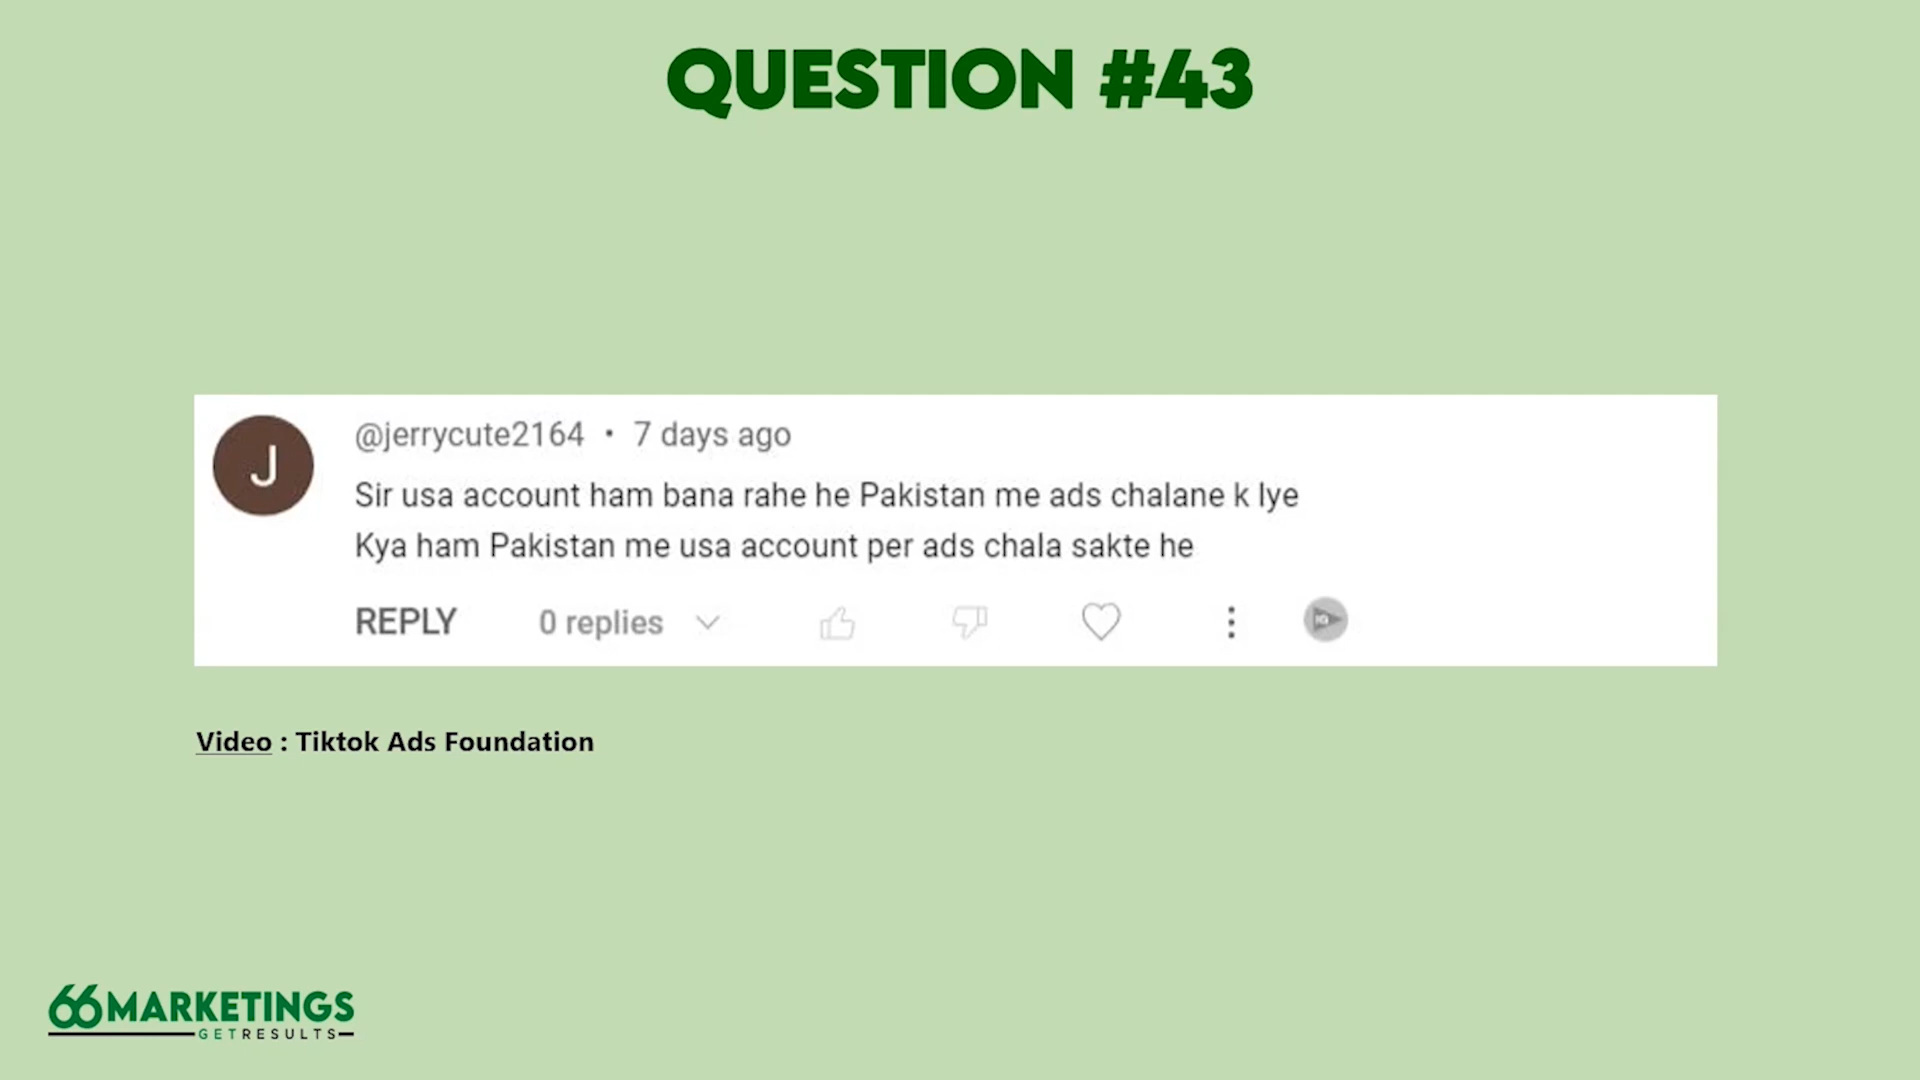 QUESTION #43
J
@jerrycute2164 • 7 days ago
Sir usa account ham bana rahe he Pakistan me ads chalane k lye
Kya ham Pakistan me usa account per ads chala sakte he
REPLY 0 replies
Video : Tiktok Ads Foundation
66MARKETINGS
GETRESULTS